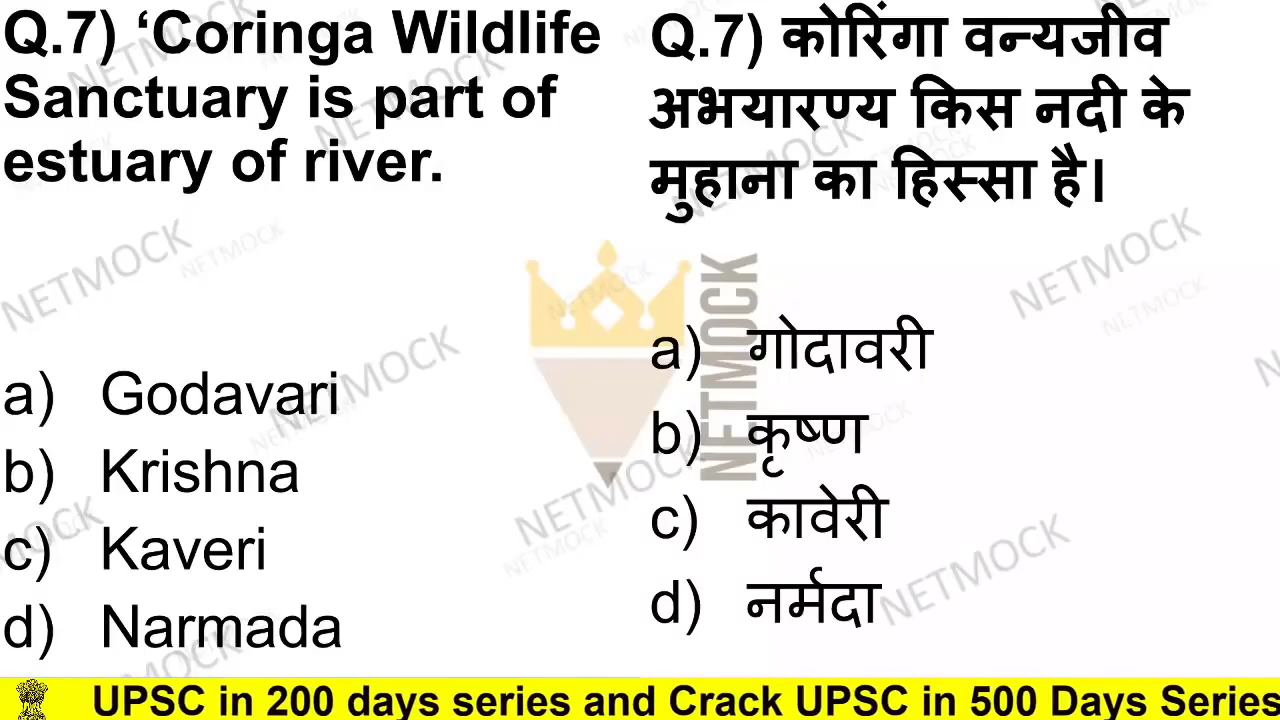 Q.7) ‘Coringa Wildlife
Sanctuary is part of
estuary of river.
a) Godavari
b) Krishna
c) Kaveri
d) Narmada
Q.7) कोरिंगा वन्यजीव
अभयारण्य किस नदी के
मुहाना का हिस्सा है।
a) गोदावरी
b) कृष्ण
c) कावेरी
d) नर्मदा
NETMOCK
UPSC in 200 days series and Crack UPSC in 500 Days Series